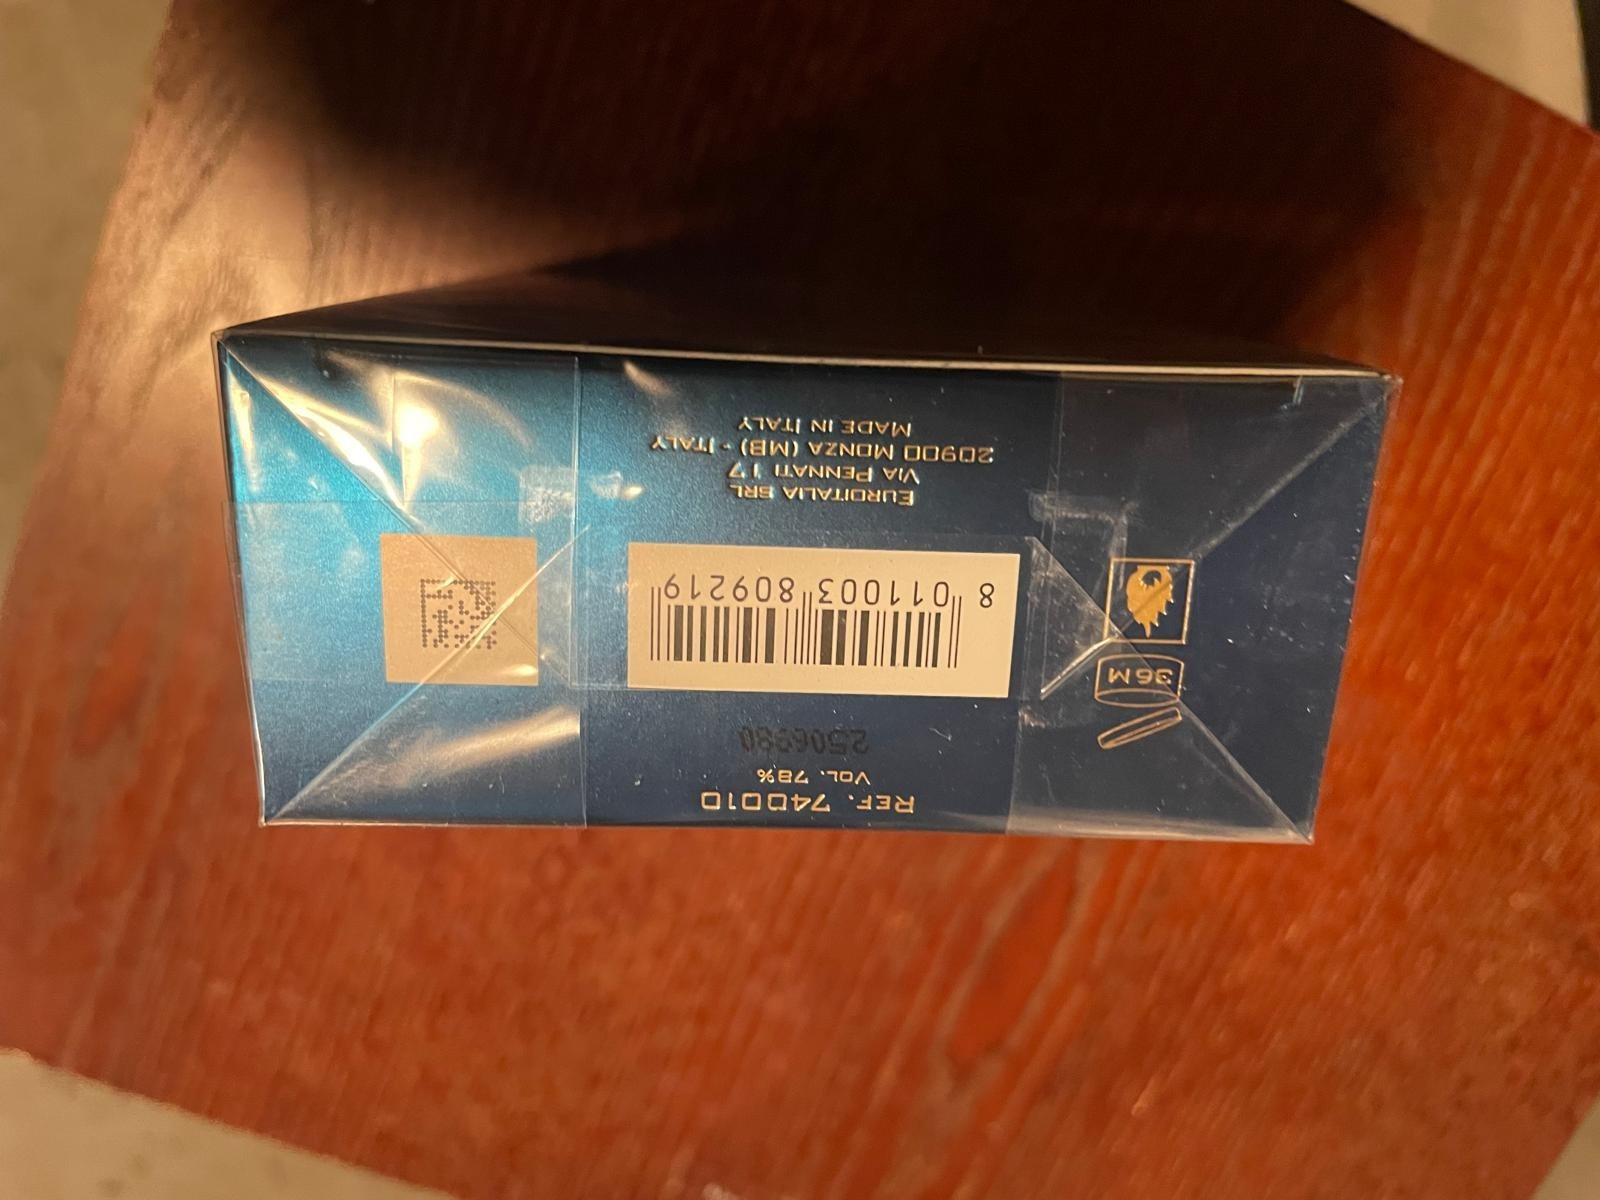 REF. 740010
VOL. 78%
2506980
8 011003 809219
36M
EUROITALIA SRL
VIA PENNATI 17
20900 MONZA (MB) - ITALY
MADE IN ITALY